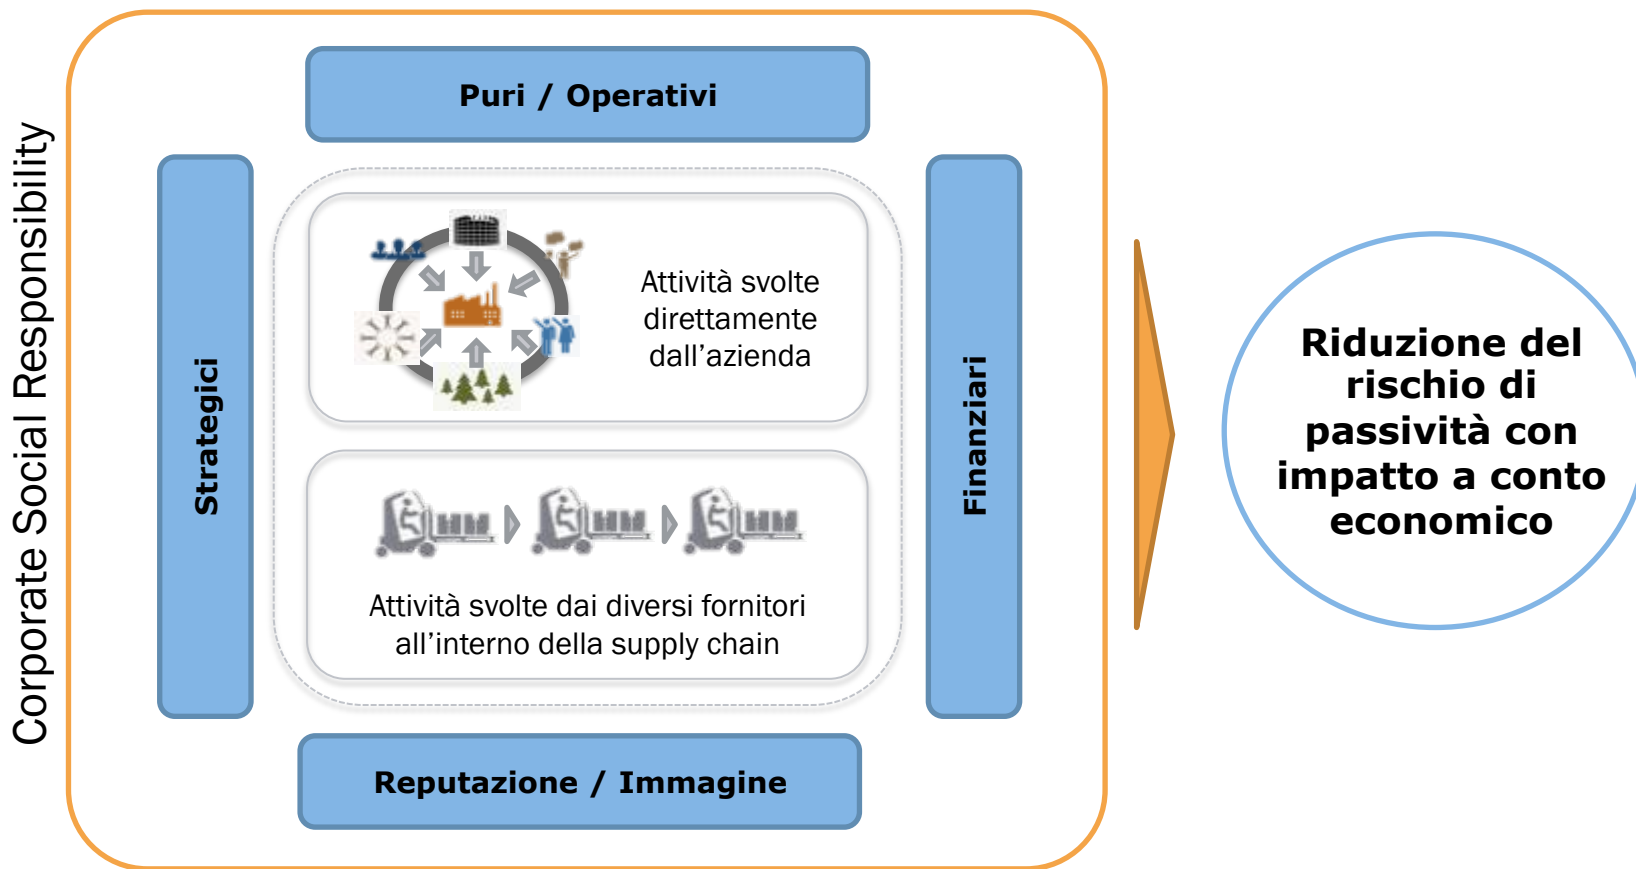 Corporate Social Responsibility
Puri / Operativi
Strategici
Attività svolte
direttamente
dall’azienda
Attività svolte dai diversi fornitori
all’interno della supply chain
Finanziari
Reputazione / Immagine
Riduzione del
rischio di
passività con
impatto a conto
economico